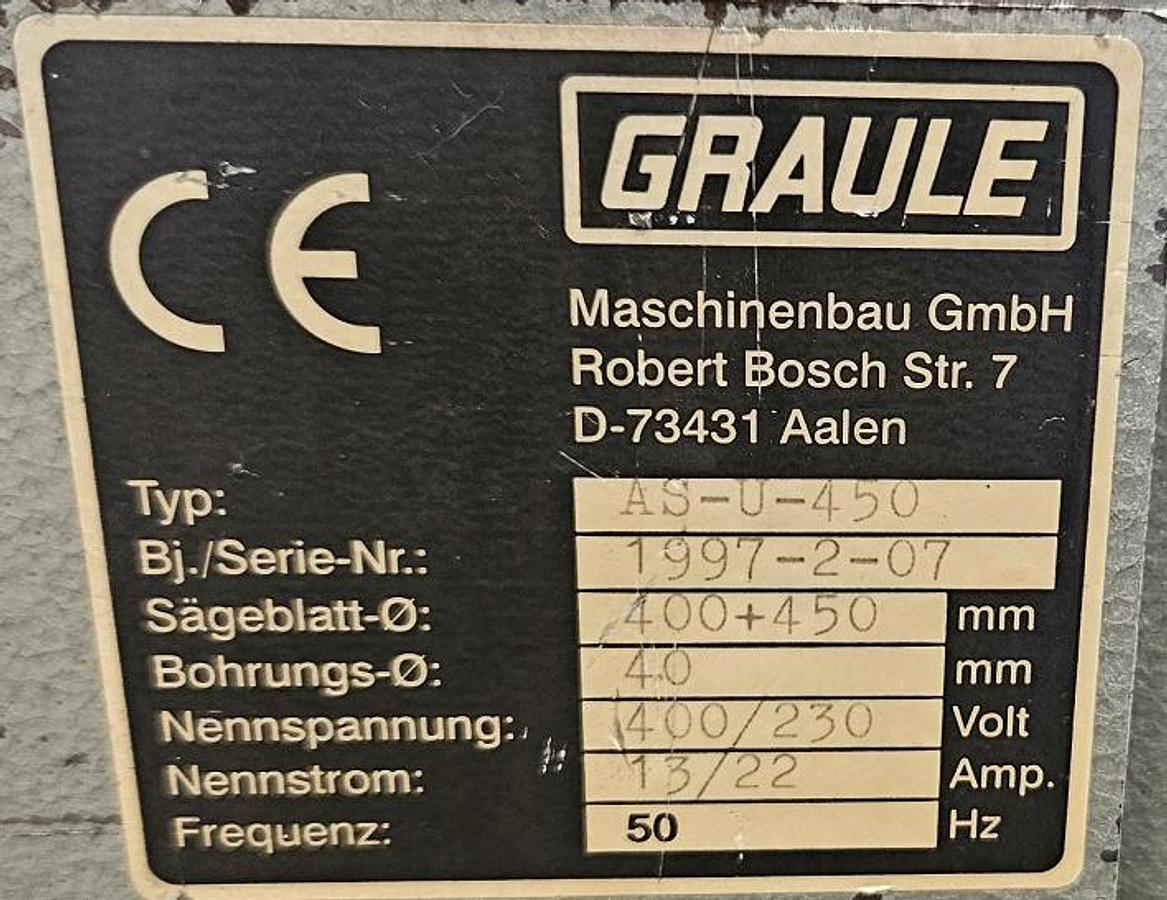 CE
GRAULE
Maschinenbau GmbH
Robert Bosch Str. 7
D-73431 Aalen
Typ: AS-U-450
Bj./Serie-Nr.: 1997-2-07
Sägeblatt-Ø: 400+450 mm
Bohrungs-Ø: 40 mm
Nennspannung: 400/230 Volt
Nennstrom: 13/22 Amp.
Frequenz: 50 Hz